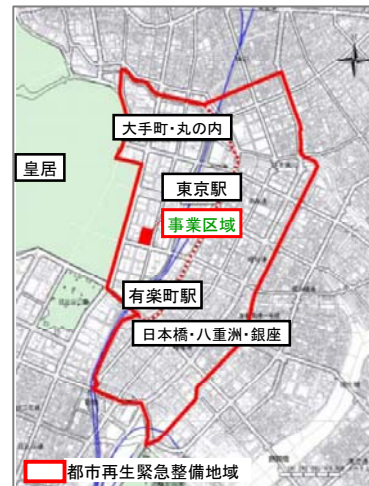 大手町・丸の内
皇居
東京駅
事業区域
有楽町駅
日本橋・八重洲・銀座
都市再生緊急整備地域